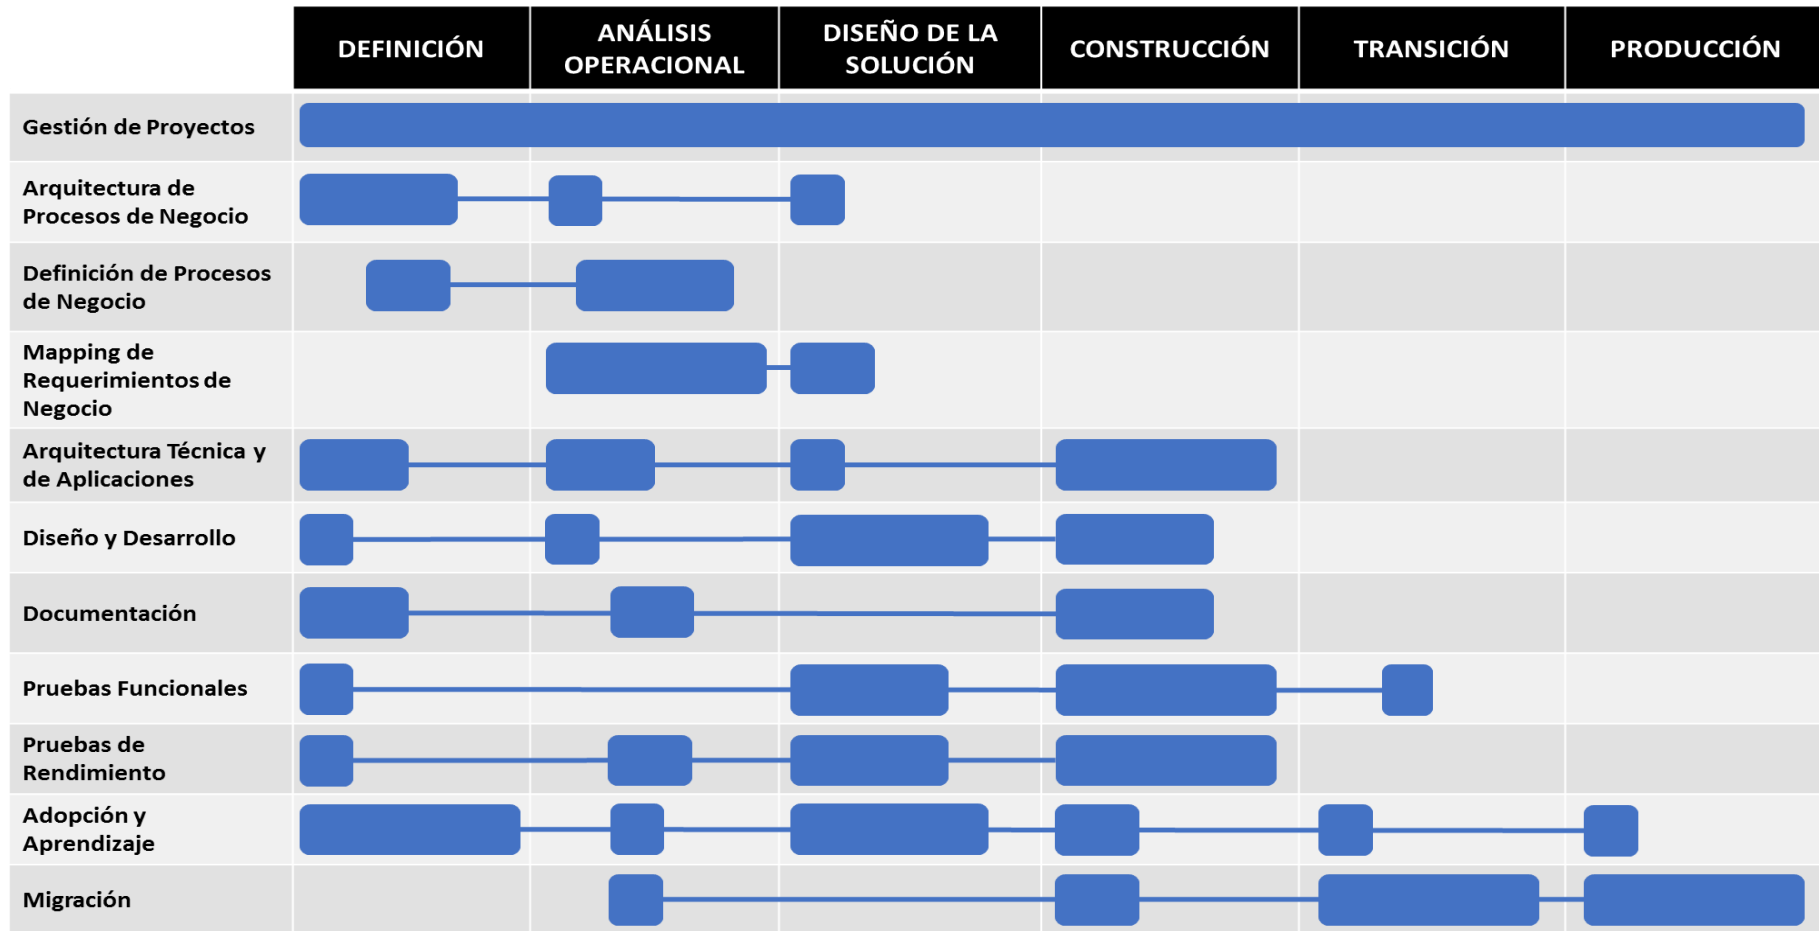 DEFINICIÓN
ANÁLISIS
OPERACIONAL
DISEÑO DE LA
SOLUCIÓN
CONSTRUCCIÓN
TRANSICIÓN
PRODUCCIÓN
Gestión de Proyectos
Arquitectura de
Procesos de Negocio
Definición de Procesos
de Negocio
Mapping de
Requerimientos de
Negocio
Arquitectura Técnica y
de Aplicaciones
Diseño y Desarrollo
Documentación
Pruebas Funcionales
Pruebas de
Rendimiento
Adopción y
Aprendizaje
Migración